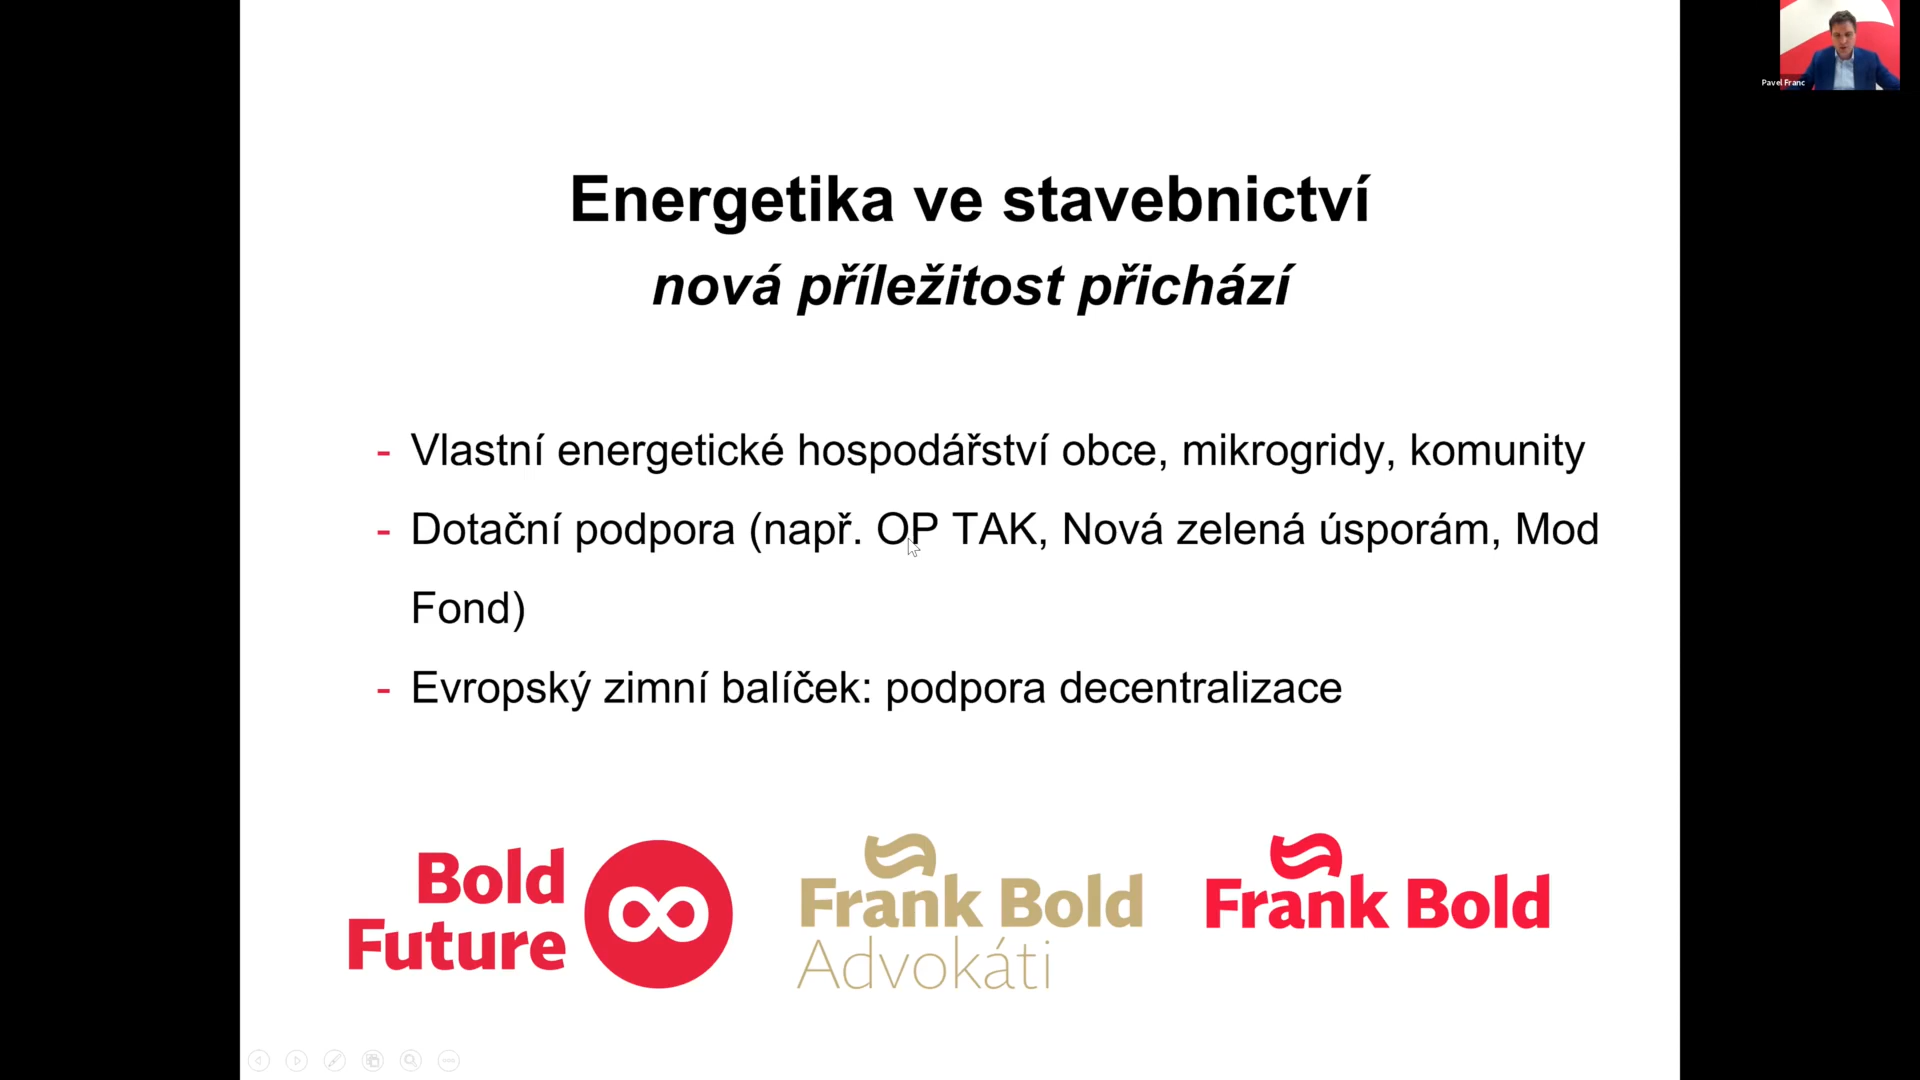 Pavel Franc
Energetika ve stavebnictví
nová příležitost přichází
- Vlastní energetické hospodářství obce, mikrogridy, komunity
- Dotační podpora (např. OP TAK, Nová zelená úsporám, Mod
Fond)
- Evropský zimní balíček: podpora decentralizace
Bold
Future
Frank Bold
Advokáti
Frank Bold